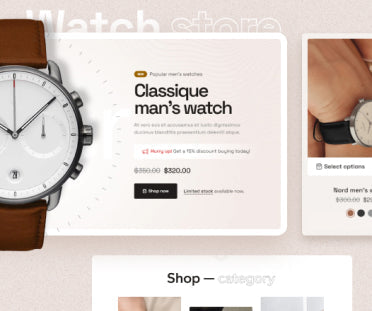 Watch store
NEW Popular men's watches
Classique
man's watch
At vero eos et accusamus et iusto dignissimos
ducimus blanditiis praesentium deleniti atque.
Hurry up! Get a 15% discount buying today!
$350.00 $320.00
Shop now
Limited stock available now.
Select options
Nord men's
$300.00
Shop — category